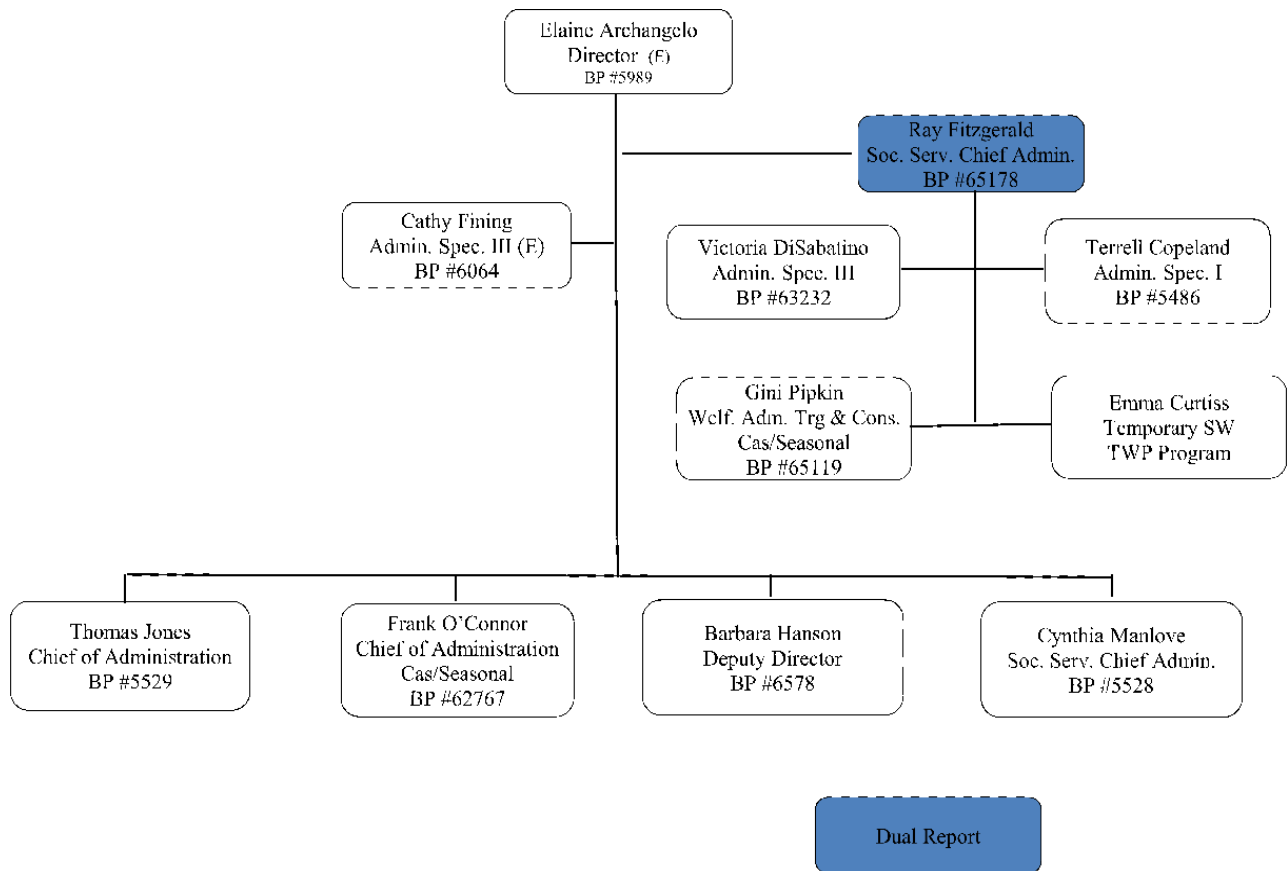 Elaine Archangelo
Director (E)
BP #5989
Ray Fitzgerald
Soc. Serv. Chief Admin.
BP #65178
Cathy Fining
Admin. Spec. III (E)
BP #6064
Victoria DiSabatino
Admin. Spec. III
BP #63232
Terrell Copeland
Admin. Spec. I
BP #5486
Gini Pipkin
Welf. Adm. Trg & Cons.
Cas/Seasonal
BP #65119
Emma Curtiss
Temporary SW
TWP Program
Thomas Jones
Chief of Administration
BP #5529
Frank O’Connor
Chief of Administration
Cas/Seasonal
BP #62767
Barbara Hanson
Deputy Director
BP #6578
Cynthia Manlove
Soc. Serv. Chief Admin.
BP #5528
Dual Report